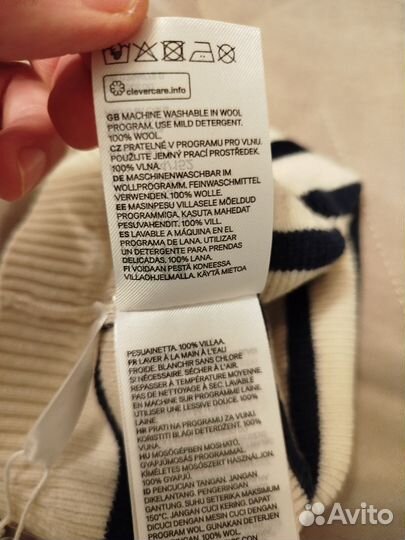 clevercare.info
GB MACHINE WASHABLE IN WOOL
PROGRAM. USE MILD DETERGENT.
100% WOOL.
CZ PRATELNÉ V PROGRAMU PRO VLNU.
POUŽIJTE JEMNÝ PRACÍ PROSTŘEDEK.
100% VLNA.
DE MASCHINENWASCHBAR IM
WOLLPROGRAMM. FEINWASCHMITTEL
VERWENDEN. 100% WOLLE.
EE MASINPESU VILLASELE MÕELDUD
PROGRAMMIGA. KASUTA MAHEDAT
PESUVAHENDIT. 100% VILL.
ES LAVABLE A MÁQUINA EN EL
PROGRAMA DE LANA. UTILIZAR UN
DETERGENTE PARA PRENDAS
DELICADAS. 100% LANA.
FI VOIDAAN PESTÄ KONEESSA
VILLAOHJELMALLA. KÄYTÄ MIETOA
PESUAINETTA. 100% VILLAA.
FR LAVER À LA MAIN À L'EAU
FROIDE. BLANCHIR SANS CHLORE
SI NÉCESSAIRE. SÉCHER À L'AIR.
REPASSER À TEMPÉRATURE MOYENNE.
PAS DE NETTOYAGE À SEC. LAVABLE
EN MACHINE SUR PROGRAMME LAINE.
UTILISER UNE LESSIVE DOUCE. 100%
LAINE.
HR PRATI NA PROGRAMU ZA VUNU.
KORISTITI BLAGI DETERDŽENT. 100%
VUNA.
HU MOSÓGÉPBEN MOSHATÓ,
GYAPJÚMOSÁS PROGRAMMAL.
KÍMÉLETES MOSÓSZERT HASZNÁLJON.
100% GYAPJÚ.
ID PENCUCIAN TANGAN, JANGAN
DIKELANTANG, PENGERINGAN
GANTUNG, SUHU SETERIKA MAKSIMAL
150°C, JANGAN CUCI KERING. DAPAT
DICUCI DENGAN MESIN CUCI DENGAN
PROGRAM WOL. GUNAKAN DETERGEN
Avito